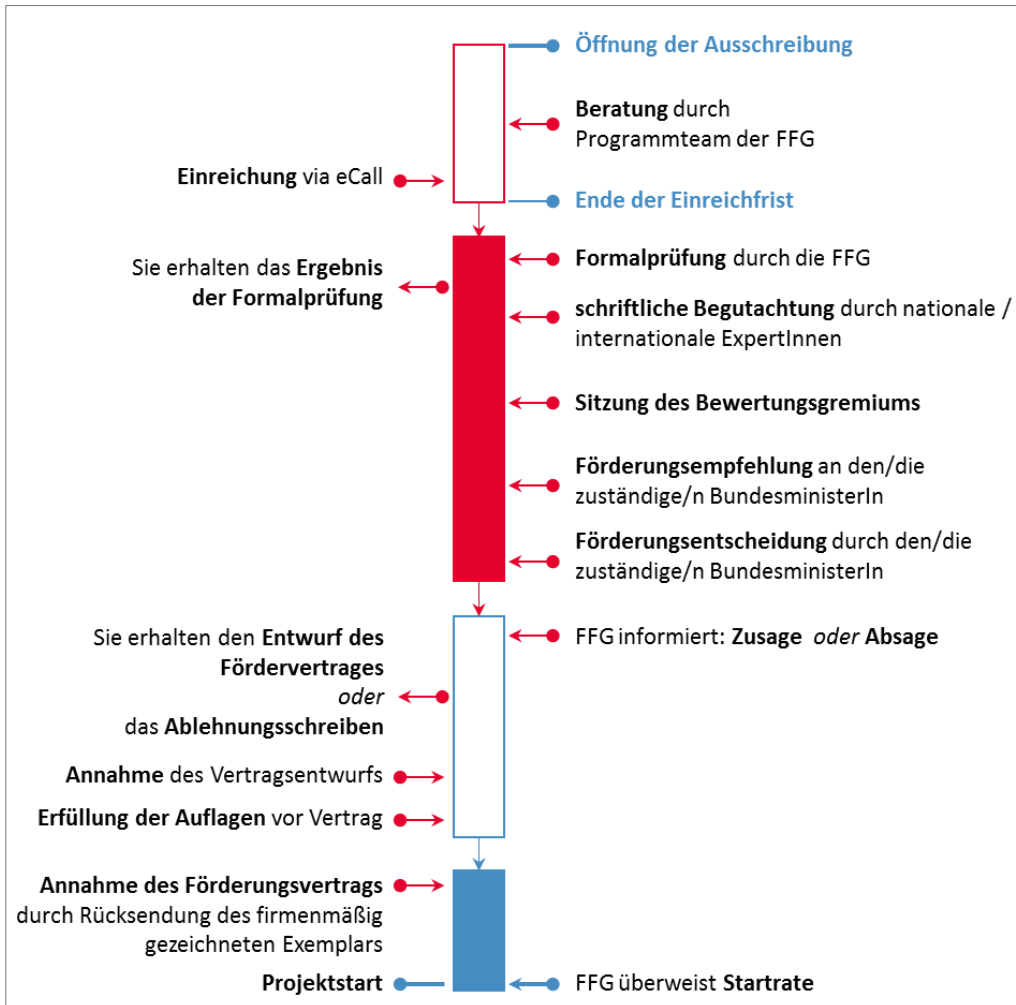 Öffnung der Ausschreibung
Beratung durch
Programmteam der FFG
Einreichung via eCall
Ende der Einreichfrist
Formalprüfung durch die FFG
Sie erhalten das Ergebnis
der Formalprüfung
schriftliche Begutachtung durch nationale /
internationale ExpertInnen
Sitzung des Bewertungsgremiums
Förderungsempfehlung an den/die
zuständige/n BundesministerIn
Förderungsentscheidung durch den/die
zuständige/n BundesministerIn
FFG informiert: Zusage oder Absage
Sie erhalten den Entwurf des
Fördervertrages
oder
das Ablehnungsschreiben
Annahme des Vertragsentwurfs
Erfüllung der Auflagen vor Vertrag
Annahme des Förderungsvertrags
durch Rücksendung des firmenmäßig
gezeichneten Exemplars
Projektstart
FFG überweist Startrate